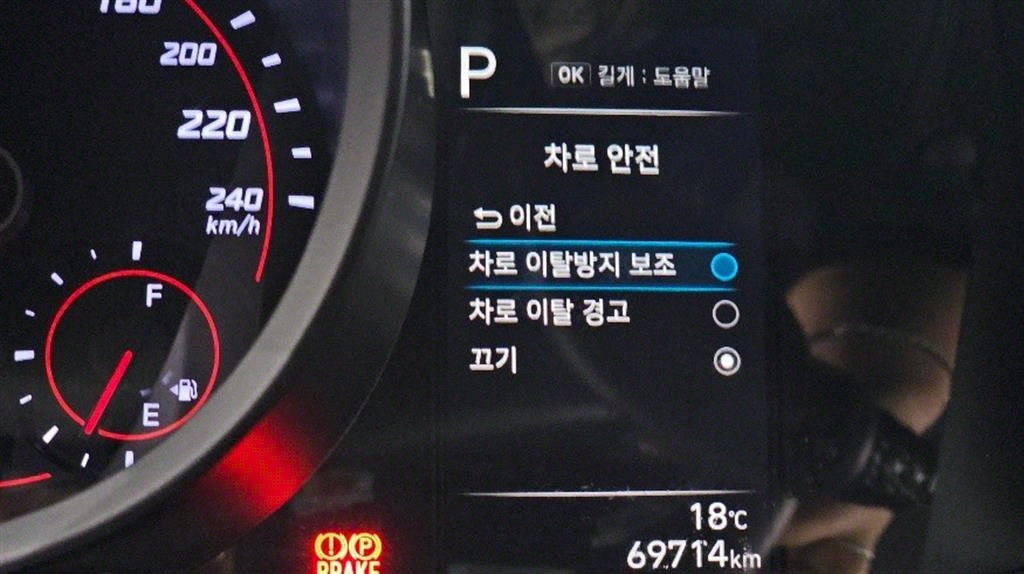 180
200
220
240
km/h
F
E
P
OK 길게 : 도움말
차로 안전
이전
차로 이탈방지 보조
차로 이탈 경고
끄기
18°C
69714km
P
BRAKE